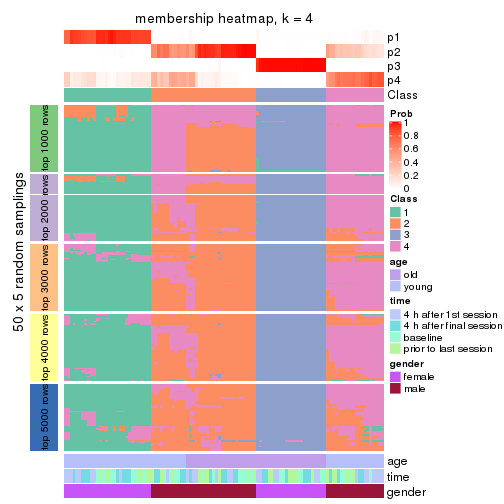 membership heatmap, k = 4
p1
p2
p3
p4
Class
50 x 5 random samplings
top 1000 rows
top 2000 rows
top 3000 rows
top 4000 rows
top 5000 rows
Prob
1
0.8
0.6
0.4
0.2
0
Class
1
2
3
4
age
old
young
time
4 h after 1st session
4 h after final session
baseline
prior to last session
gender
female
male
age
time
gender